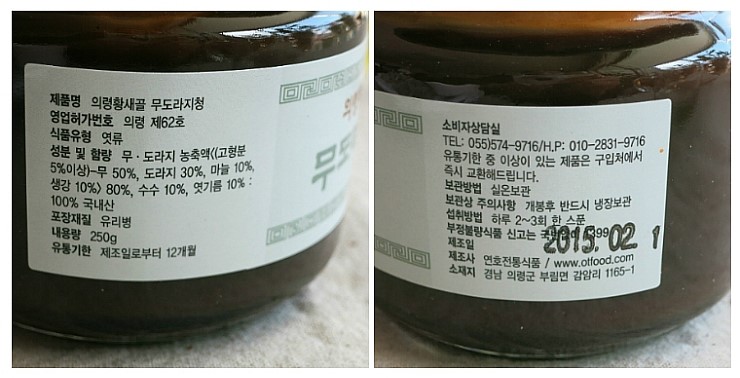 제품명 의령황새골 무도라지청
영업허가번호 의령 제62호
식품유형 엿류
성분 및 함량 무·도라지 농축액((고형분
5%이상)-무 50%, 도라지 30%, 마늘 10%,
생강 10%) 80%, 수수 10%, 엿기름 10% :
100% 국내산
포장재질 유리병
내용량 250g
유통기한 제조일로부터 12개월
무도
소비자상담실
TEL: 055)574-9716/H.P: 010-2831-9716
유통기한 중 이상이 있는 제품은 구입처에서
즉시 교환해드립니다.
보관방법 실온보관
보관상 주의사항 개봉후 반드시 냉장보관
섭취방법 하루 2~3회 한 스푼
부정불량식품 신고는
제조일 2015. 02. 1
제조사 연호전통식품 / www.otfood.com
소재지 경남 의령군 부림면 감암리 1165-1